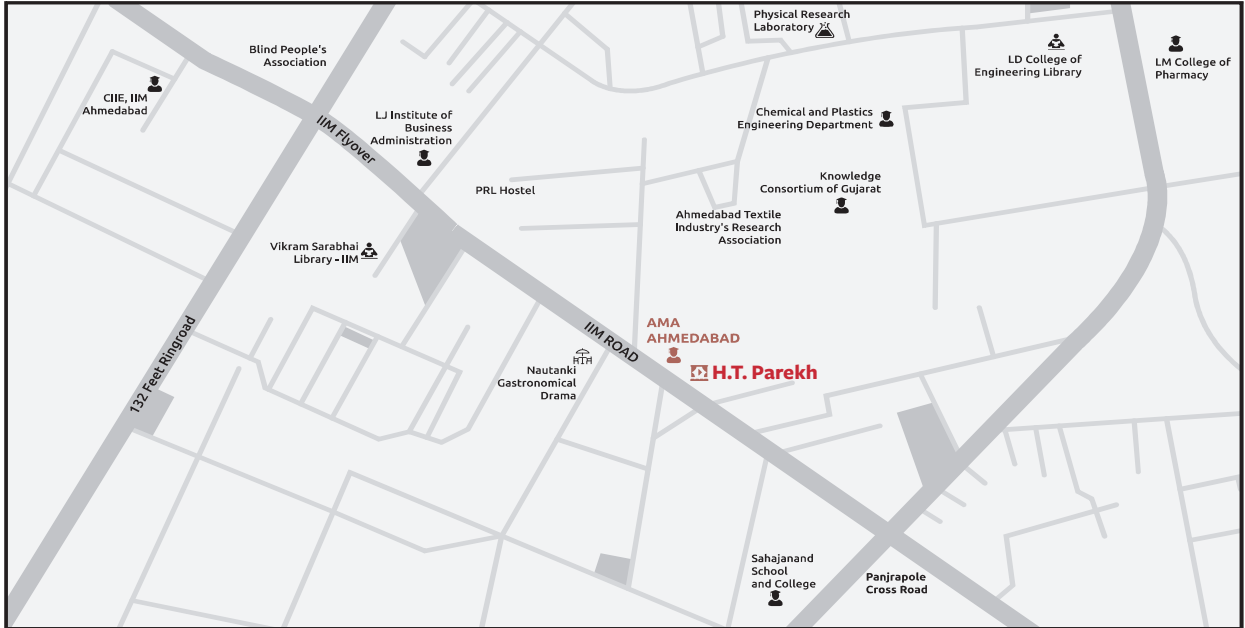 Physical Research
Laboratory
Blind People's
Association
LD College of
Engineering Library
LM College of
Pharmacy
CIIE, IIM
Ahmedabad
LJ Institute of
Business
Administration
IIM Flyover
Chemical and Plastics
Engineering Department
PRL Hostel
Knowledge
Consortium of Gujarat
Ahmedabad Textile
Industry's Research
Association
Vikram Sarabhai
Library - IIM
132 Feet Ringroad
IIM ROAD
AMA
AHMEDABAD
H.T. Parekh
Nautanki
Gastronomical
Drama
Sahajanand
School
and College
Panjrapole
Cross Road